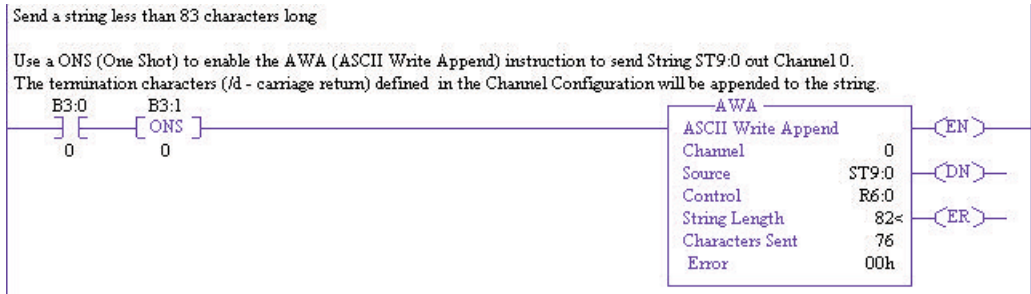 Send a string less than 83 characters long
Use a ONS (One Shot) to enable the AWA (ASCII Write Append) instruction to send String ST9:0 out Channel 0.
The termination characters (/d - carriage return) defined in the Channel Configuration will be appended to the string.
B3:0 B3:1 AWA
ONS ASCII Write Append EN
0 0 Channel 0
Source ST9:0 DN
Control R6:0
String Length 82< ER
Characters Sent 76
Error 00h